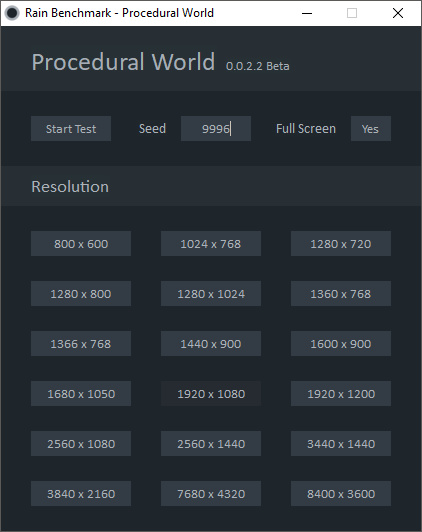 Rain Benchmark - Procedural World
Procedural World 0.0.2.2 Beta
Start Test Seed 9996 Full Screen Yes
Resolution
800 x 600 1024 x 768 1280 x 720
1280 x 800 1280 x 1024 1360 x 768
1366 x 768 1440 x 900 1600 x 900
1680 x 1050 1920 x 1080 1920 x 1200
2560 x 1080 2560 x 1440 3440 x 1440
3840 x 2160 7680 x 4320 8400 x 3600